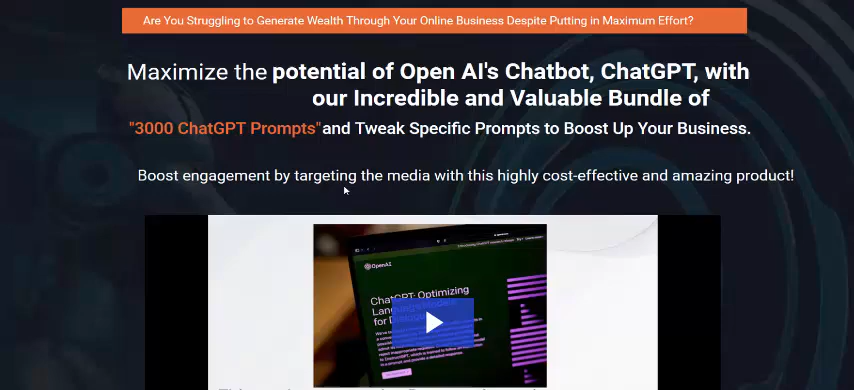 Are You Struggling to Generate Wealth Through Your Online Business Despite Putting in Maximum Effort?
Maximize the potential of Open AI's Chatbot, ChatGPT, with
our Incredible and Valuable Bundle of
"3000 ChatGPT Prompts"and Tweak Specific Prompts to Boost Up Your Business.
Boost engagement by targeting the media with this highly cost-effective and amazing product!
OpenAI
ChatGPT: Optimizing
Language
for